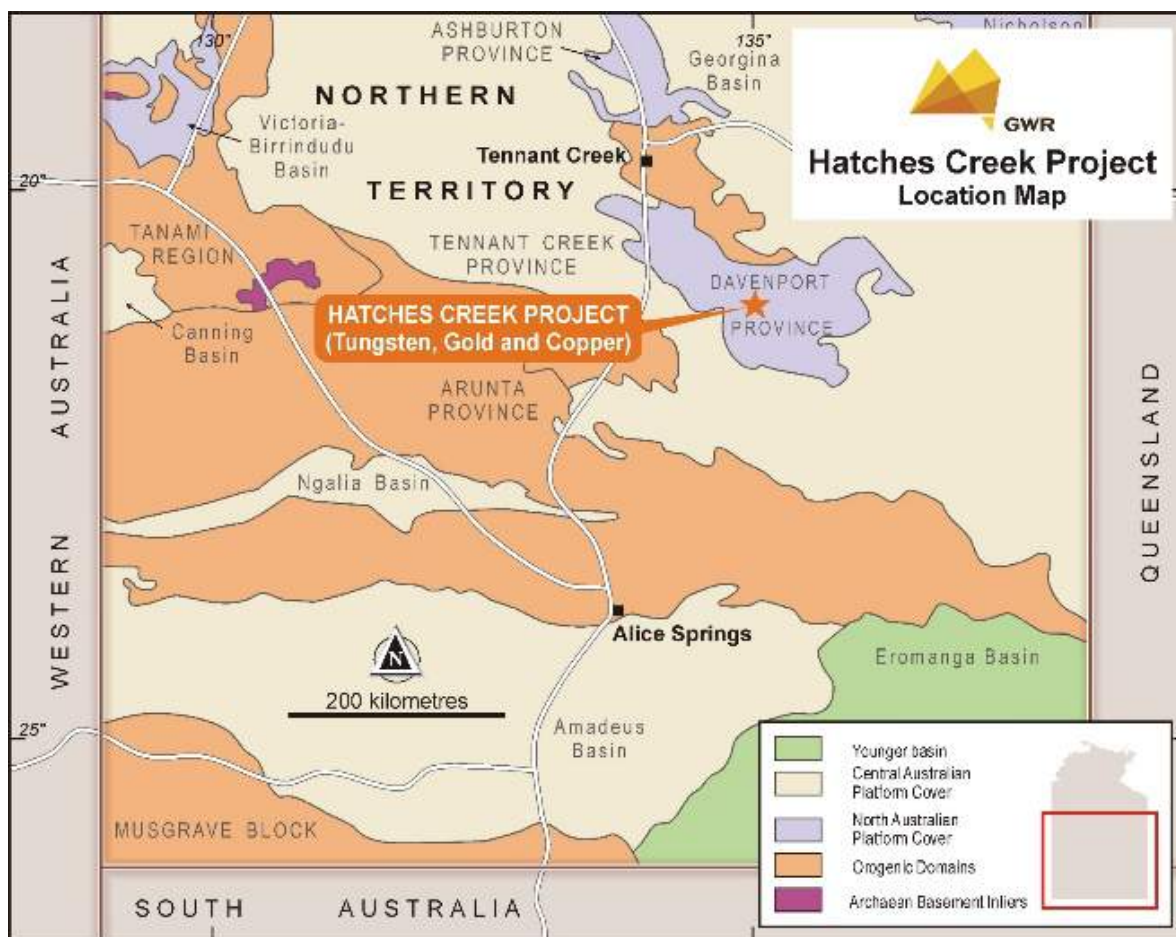 130°
ASHBURTON
PROVINCE
135°
Nicholson
Georgina
Basin
GWR
Hatches Creek Project
Location Map
NORTHERN
TERRITORY
Victoria-
Birrindudu
Basin
Tennant Creek
20°
TANAMI
REGION
TENNANT CREEK
PROVINCE
DAVENPORT
PROVINCE
HATCHES CREEK PROJECT
(Tungsten, Gold and Copper)
Canning
Basin
ARUNTA
PROVINCE
WESTERN AUSTRALIA
QUEENSLAND
Ngalia Basin
Alice Springs
Eromanga Basin
N
200 kilometres
25°
Amadeus
Basin
MUSGRAVE BLOCK
SOUTH AUSTRALIA
Younger basin
Central Australian
Platform Cover
North Australian
Platform Cover
Orogenic Domains
Archaean Basement Inliers